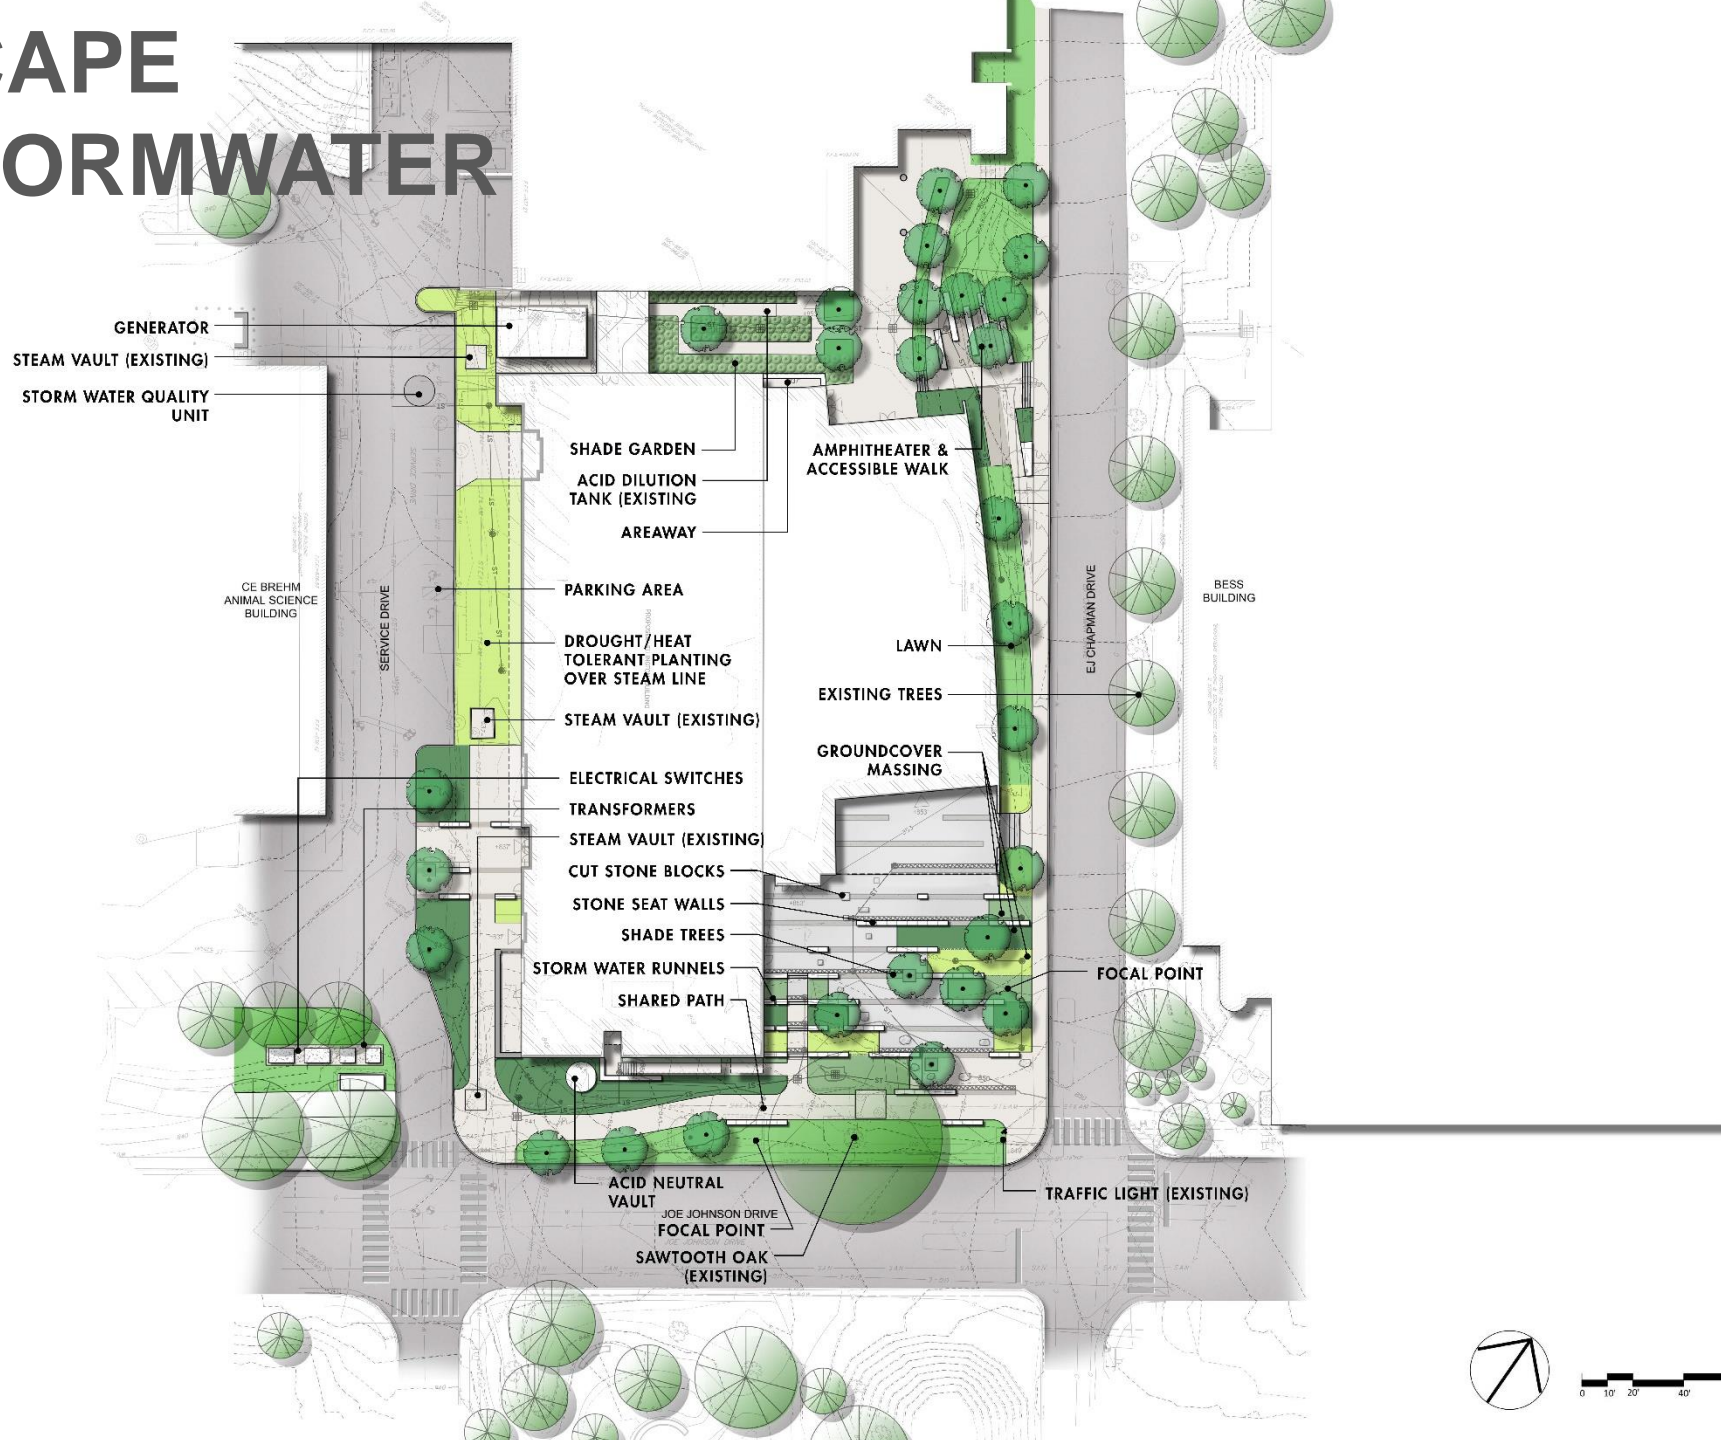 CAPE
ORMWATER
GENERATOR
STEAM VAULT (EXISTING)
STORM WATER QUALITY
UNIT
SHADE GARDEN
ACID DILUTION
TANK (EXISTING
AREAWAY
AMPHITHEATER &
ACCESSIBLE WALK
CE BREHM
ANIMAL SCIENCE
BUILDING
SERVICE DRIVE
PARKING AREA
DROUGHT/HEAT
TOLERANT PLANTING
OVER STEAM LINE
STEAM VAULT (EXISTING)
LAWN
EXISTING TREES
GROUNDCOVER
MASSING
EJ CHAPMAN DRIVE
BESS
BUILDING
ELECTRICAL SWITCHES
TRANSFORMERS
STEAM VAULT (EXISTING)
CUT STONE BLOCKS
STONE SEAT WALLS
SHADE TREES
STORM WATER RUNNELS
SHARED PATH
FOCAL POINT
ACID NEUTRAL
VAULT
JOE JOHNSON DRIVE
FOCAL POINT
SAWTOOTH OAK
(EXISTING)
TRAFFIC LIGHT (EXISTING)
0 10' 20' 40'